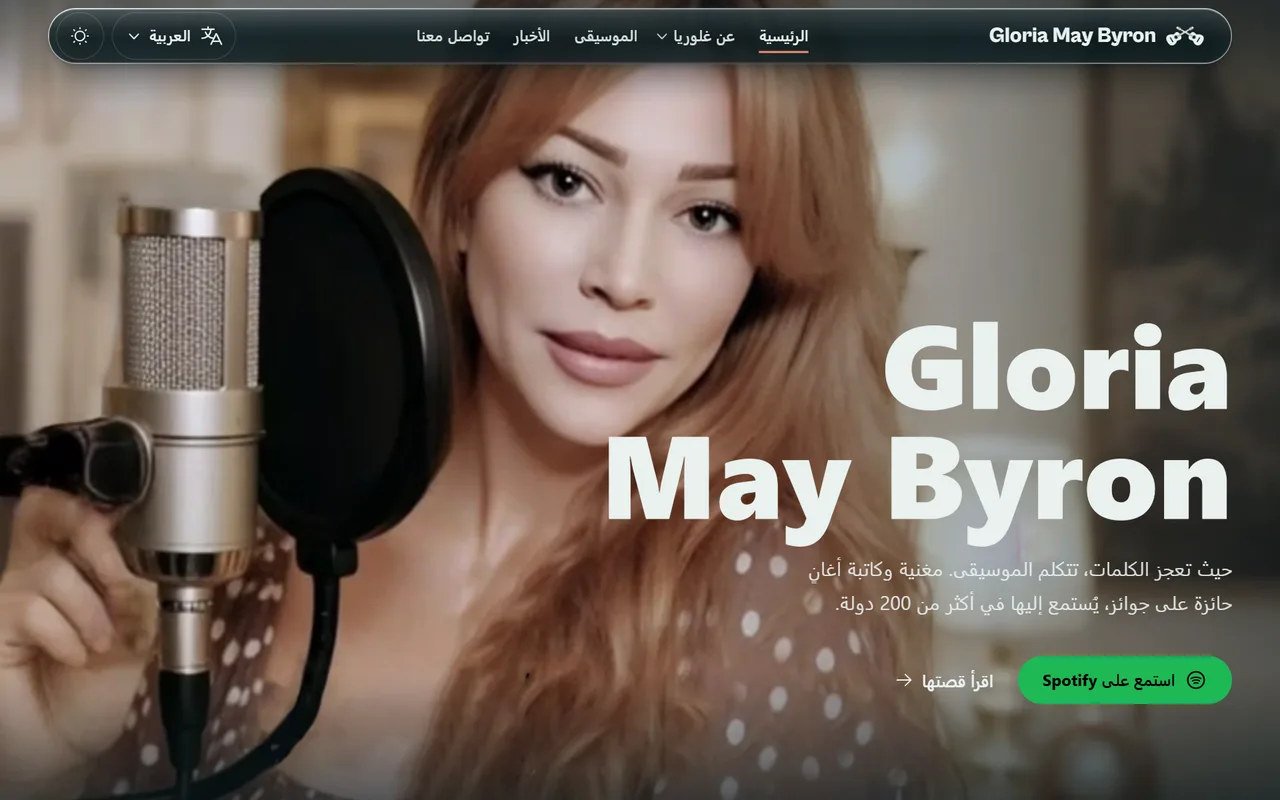 Gloria May Byron
الرئيسية
عن غلوريا
الموسيقى
الأخبار
تواصل معنا
العربية
Gloria
May Byron
حيث تعجز الكلمات، تتكلم الموسيقى. مغنية وكاتبة أغانٍ
حائزة على جوائز، يُستمع إليها في أكثر من 200 دولة.
استمع على Spotify
اقرأ قصتها